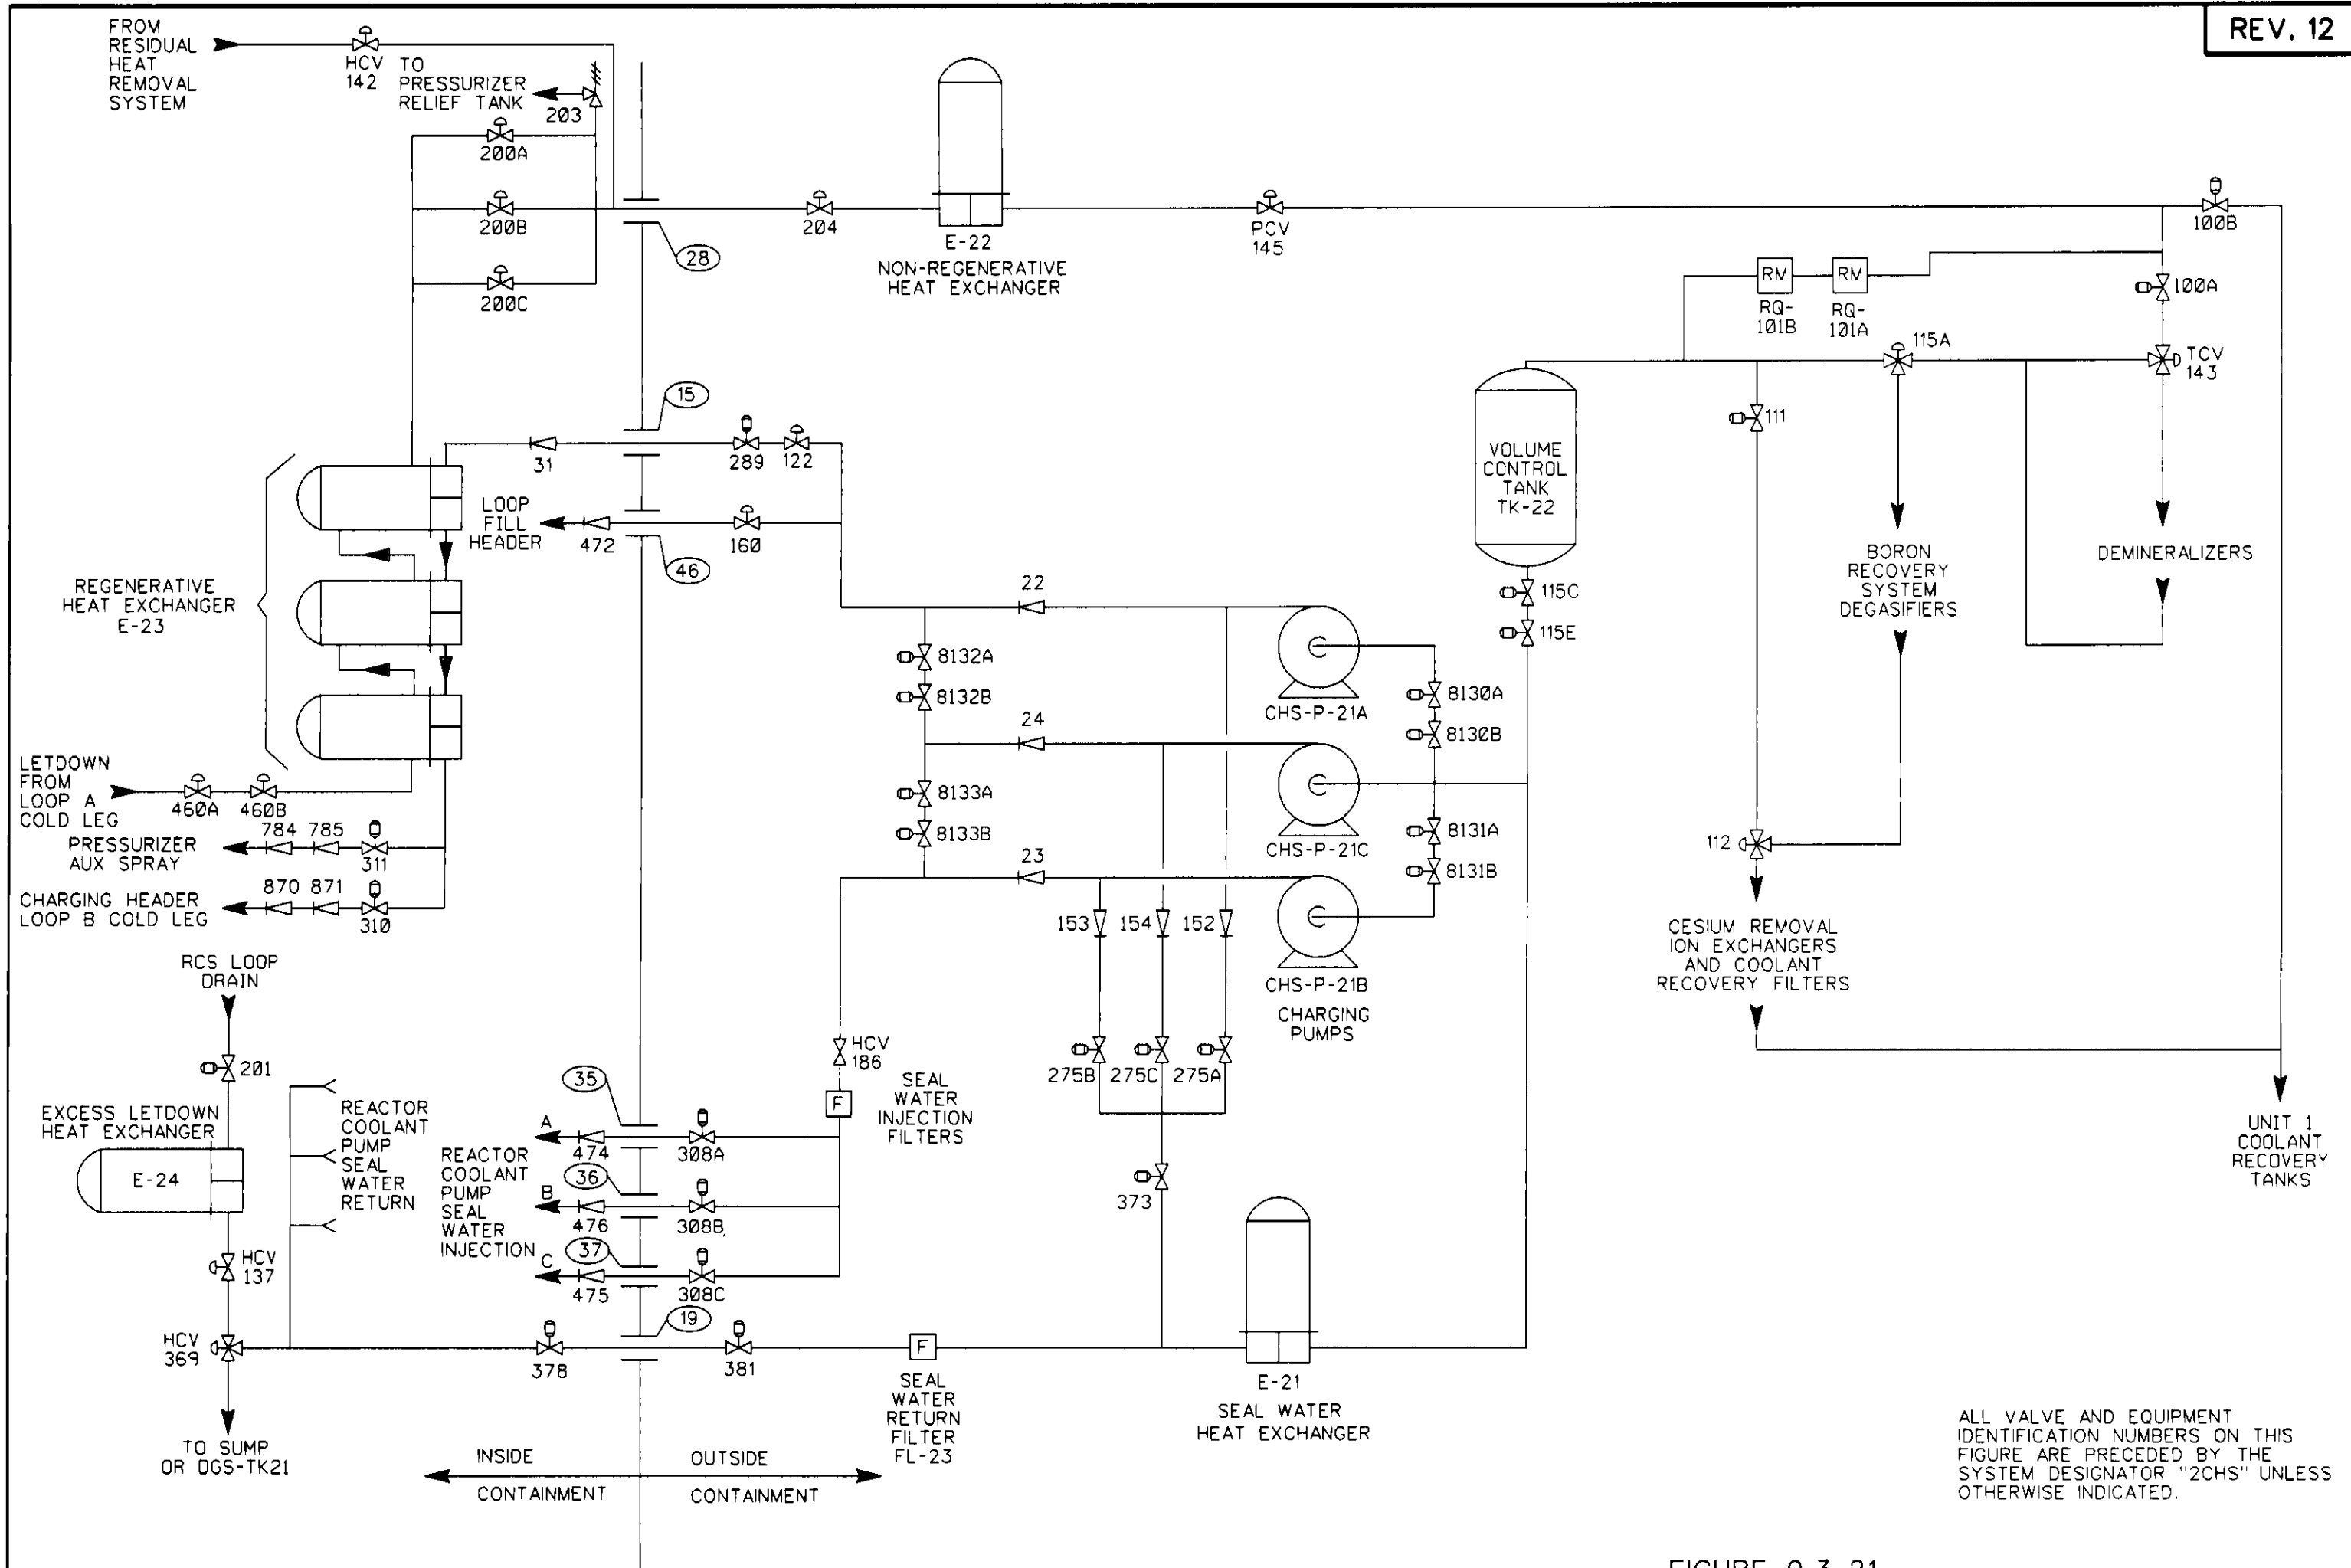 REV. 12
FROM
RESIDUAL
HEAT
REMOVAL
SYSTEM
HCV
142
TO
PRESSURIZER
RELIEF TANK
203
200A
200B
200C
28
204
E-22
NON-REGENERATIVE
HEAT EXCHANGER
PCV
145
100B
RM
RM
RQ-
101B
RQ-
101A
100A
115A
TCV
143
111
15
31
289
122
LOOP
FILL
HEADER
472
160
46
VOLUME
CONTROL
TANK
TK-22
115C
115E
BORON
RECOVERY
SYSTEM
DEGASIFIERS
DEMINERALIZERS
REGENERATIVE
HEAT EXCHANGER
E-23
22
8132A
8132B
24
8133A
8133B
23
C
CHS-P-21A
C
CHS-P-21C
C
CHS-P-21B
CHARGING
PUMPS
8130A
8130B
8131A
8131B
112
CESIUM REMOVAL
ION EXCHANGERS
AND COOLANT
RECOVERY FILTERS
LETDOWN
FROM
LOOP A
COLD LEG
460A
460B
PRESSURIZER
AUX SPRAY
784
785
311
CHARGING HEADER
LOOP B COLD LEG
870
871
310
153
154
152
275B
275C
275A
373
RCS LOOP
DRAIN
201
EXCESS LETDOWN
HEAT EXCHANGER
E-24
REACTOR
COOLANT
PUMP
SEAL
WATER
RETURN
HCV
137
HCV
369
TO SUMP
OR DGS-TK21
HCV
186
F
SEAL
WATER
INJECTION
FILTERS
35
A
474
308A
REACTOR
COOLANT
PUMP
SEAL
WATER
INJECTION
36
B
476
308B
37
C
475
308C
19
378
381
F
SEAL
WATER
RETURN
FILTER
FL-23
E-21
SEAL WATER
HEAT EXCHANGER
UNIT 1
COOLANT
RECOVERY
TANKS
INSIDE
CONTAINMENT
OUTSIDE
CONTAINMENT
ALL VALVE AND EQUIPMENT
IDENTIFICATION NUMBERS ON THIS
FIGURE ARE PRECEDED BY THE
SYSTEM DESIGNATOR "2CHS" UNLESS
OTHERWISE INDICATED.
FIGURE 9.3-21